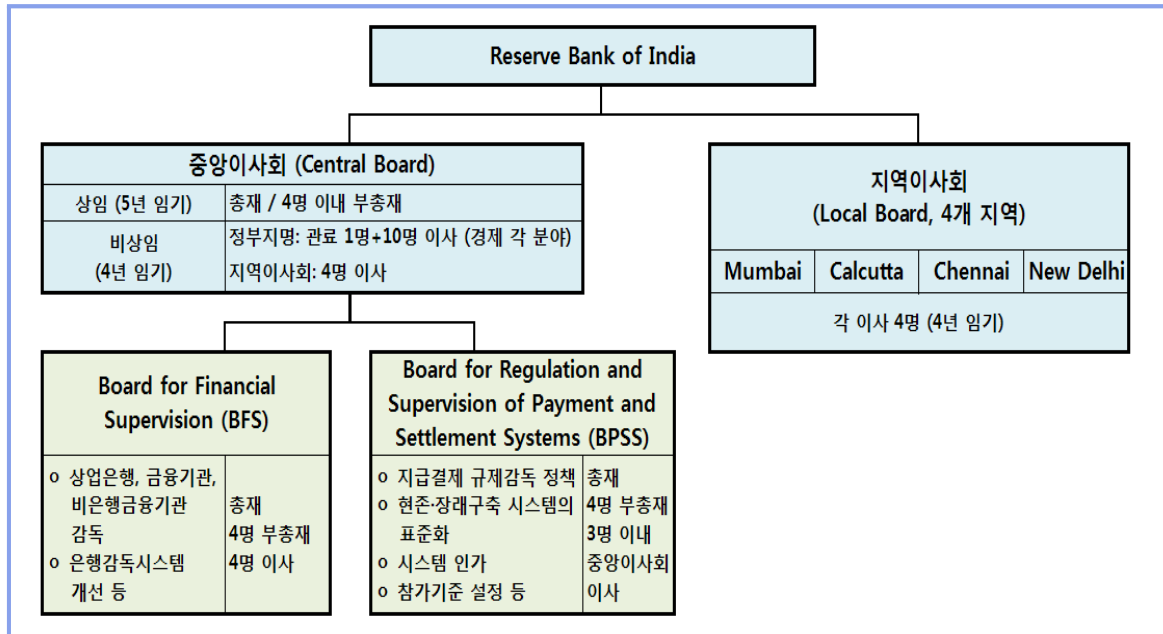 Reserve Bank of India
중앙이사회 (Central Board)
상임 (5년 임기)
총재 / 4명 이내 부총재
비상임
(4년 임기)
정부지명: 관료 1명+10명 이사 (경제 각 분야)
지역이사회: 4명 이사
지역이사회
(Local Board, 4개 지역)
Mumbai
Calcutta
Chennai
New Delhi
각 이사 4명 (4년 임기)
Board for Financial
Supervision (BFS)
o 상업은행, 금융기관,
비은행금융기관
감독
o 은행감독시스템
개선 등
총재
4명 부총재
4명 이사
Board for Regulation and
Supervision of Payment and
Settlement Systems (BPSS)
o 지급결제 규제감독 정책
o 현존·장래구축 시스템의
표준화
o 시스템 인가
o 참가기준 설정 등
총재
4명 부총재
3명 이내
중앙이사회
이사